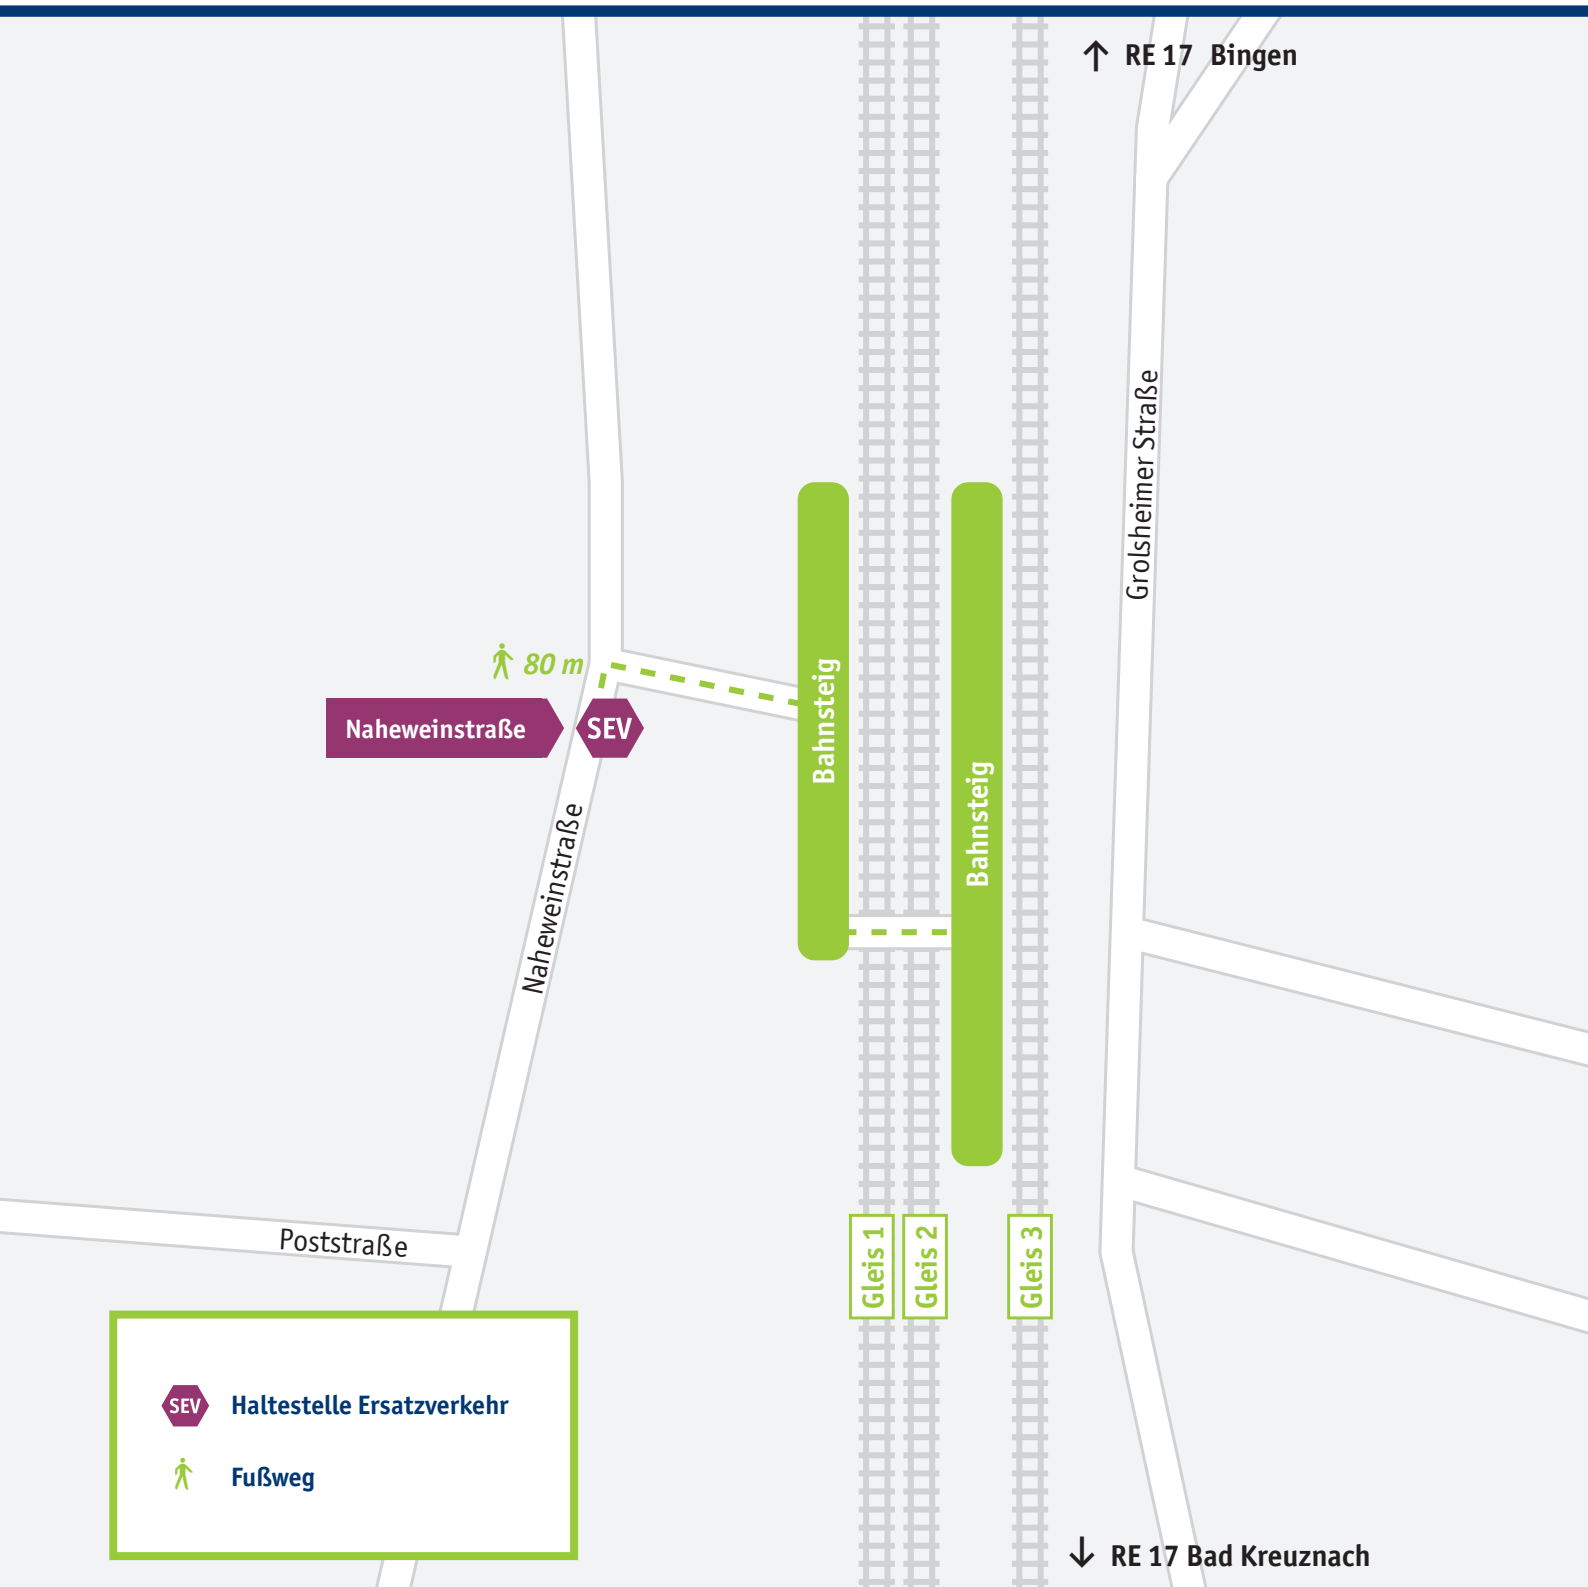 ↑ RE 17 Bingen
Grolsheimer Straße
80 m
Naheweinstraße
SEV
Bahnsteig
Bahnsteig
Naheweinstraße
Poststraße
Gleis 1
Gleis 2
Gleis 3
SEV Haltestelle Ersatzverkehr
Fußweg
↓ RE 17 Bad Kreuznach